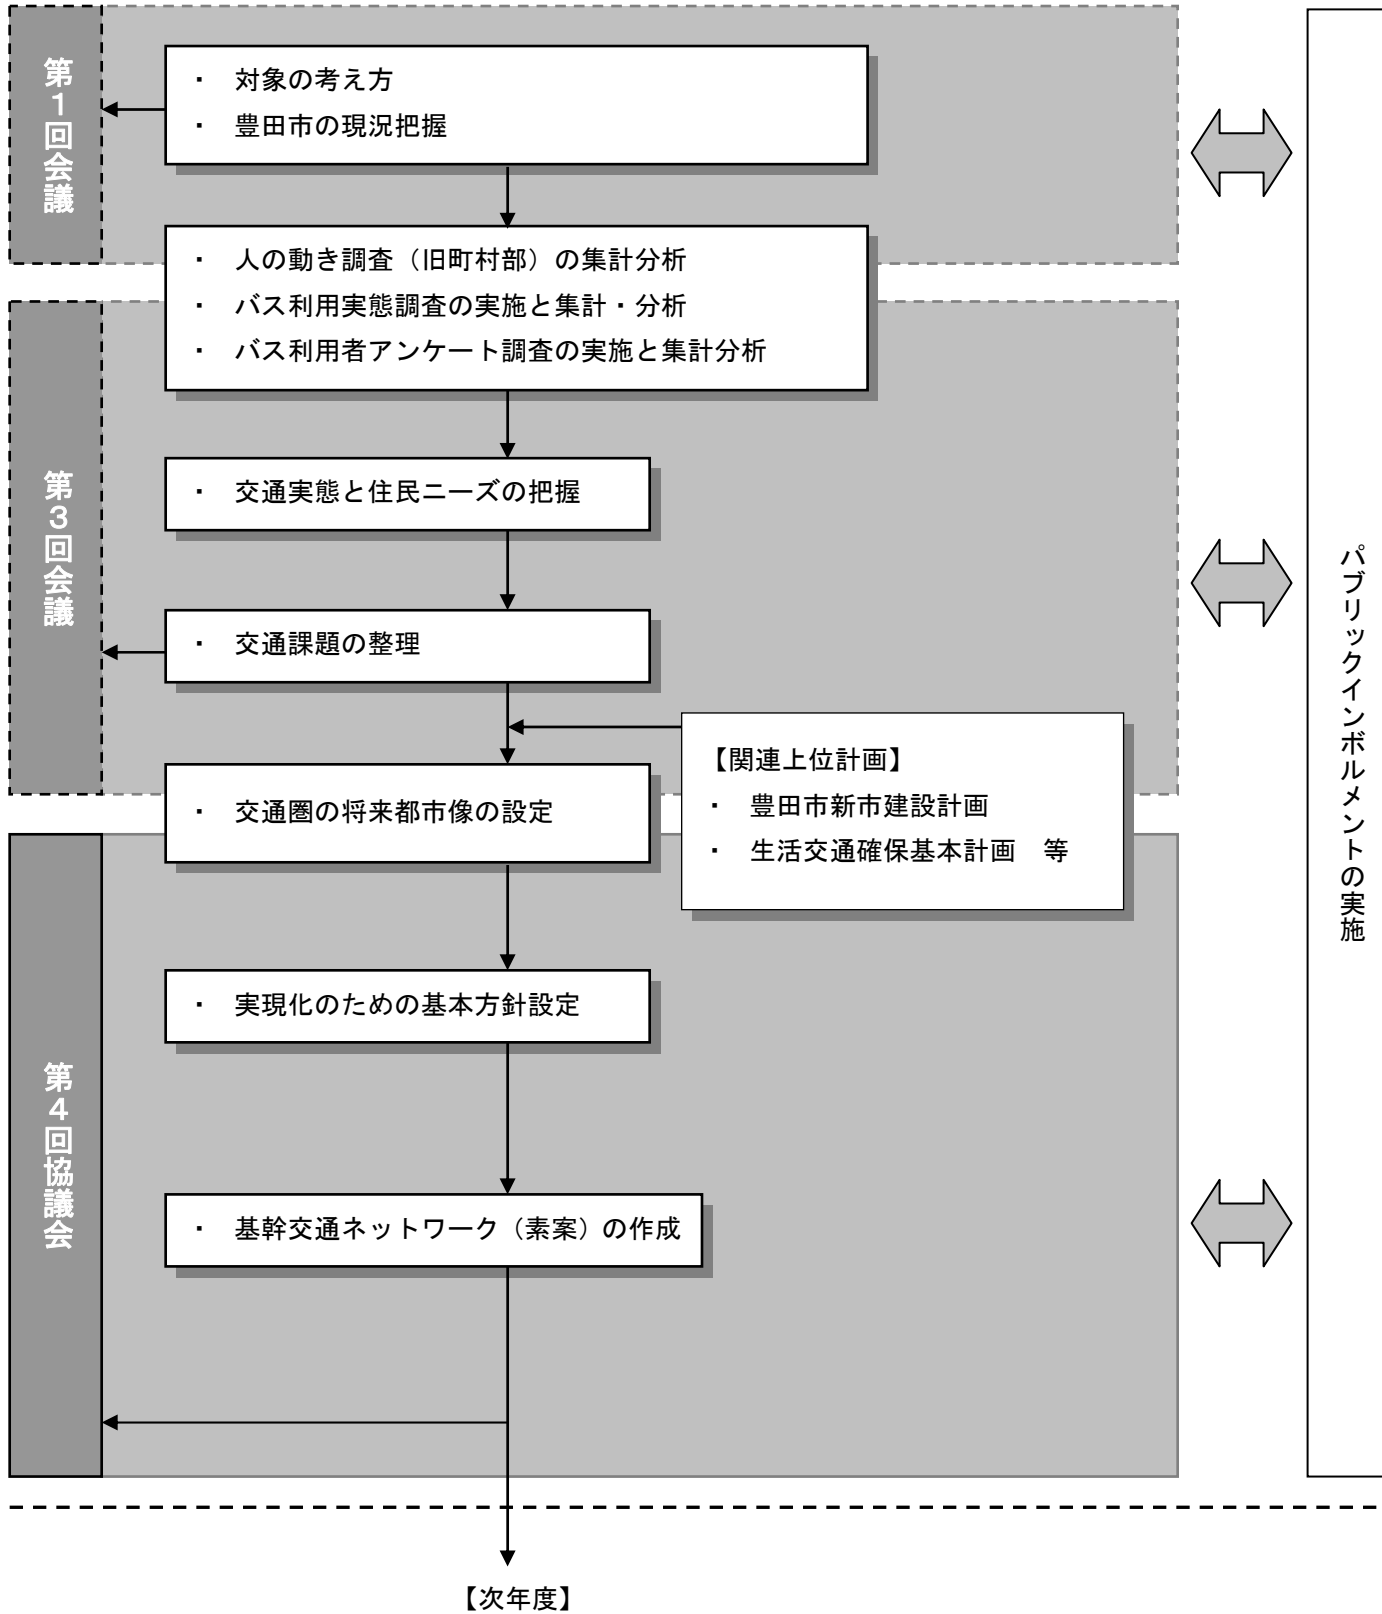 第１回会議
・ 対象の考え方
・ 豊田市の現況把握
・ 人の動き調査（旧町村部）の集計分析
・ バス利用実態調査の実施と集計・分析
・ バス利用者アンケート調査の実施と集計分析
第３回会議
・ 交通実態と住民ニーズの把握
・ 交通課題の整理
【関連上位計画】
・ 豊田市新市建設計画
・ 生活交通確保基本計画　等
・ 交通圏の将来都市像の設定
第４回協議会
・ 実現化のための基本方針設定
・ 基幹交通ネットワーク（素案）の作成
パブリックインボルメントの実施
【次年度】